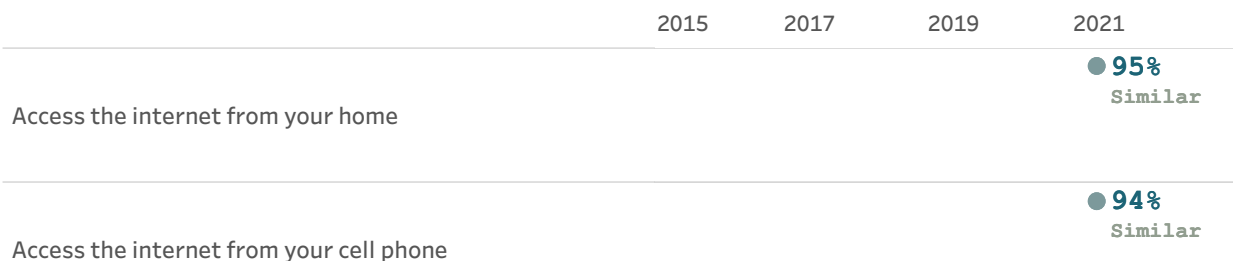 2015 2017 2019 2021
95%
Similar
Access the internet from your home
94%
Similar
Access the internet from your cell phone